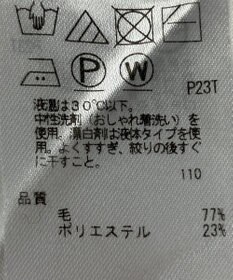 P
W
P23T
液温は30℃以下。
中性洗剤（おしゃれ着洗い）を
使用。漂白剤は液体タイプを使
用。よくすすぎ、絞りの後すぐ
に干すこと。
110
品質
毛 77%
ポリエステル 23%